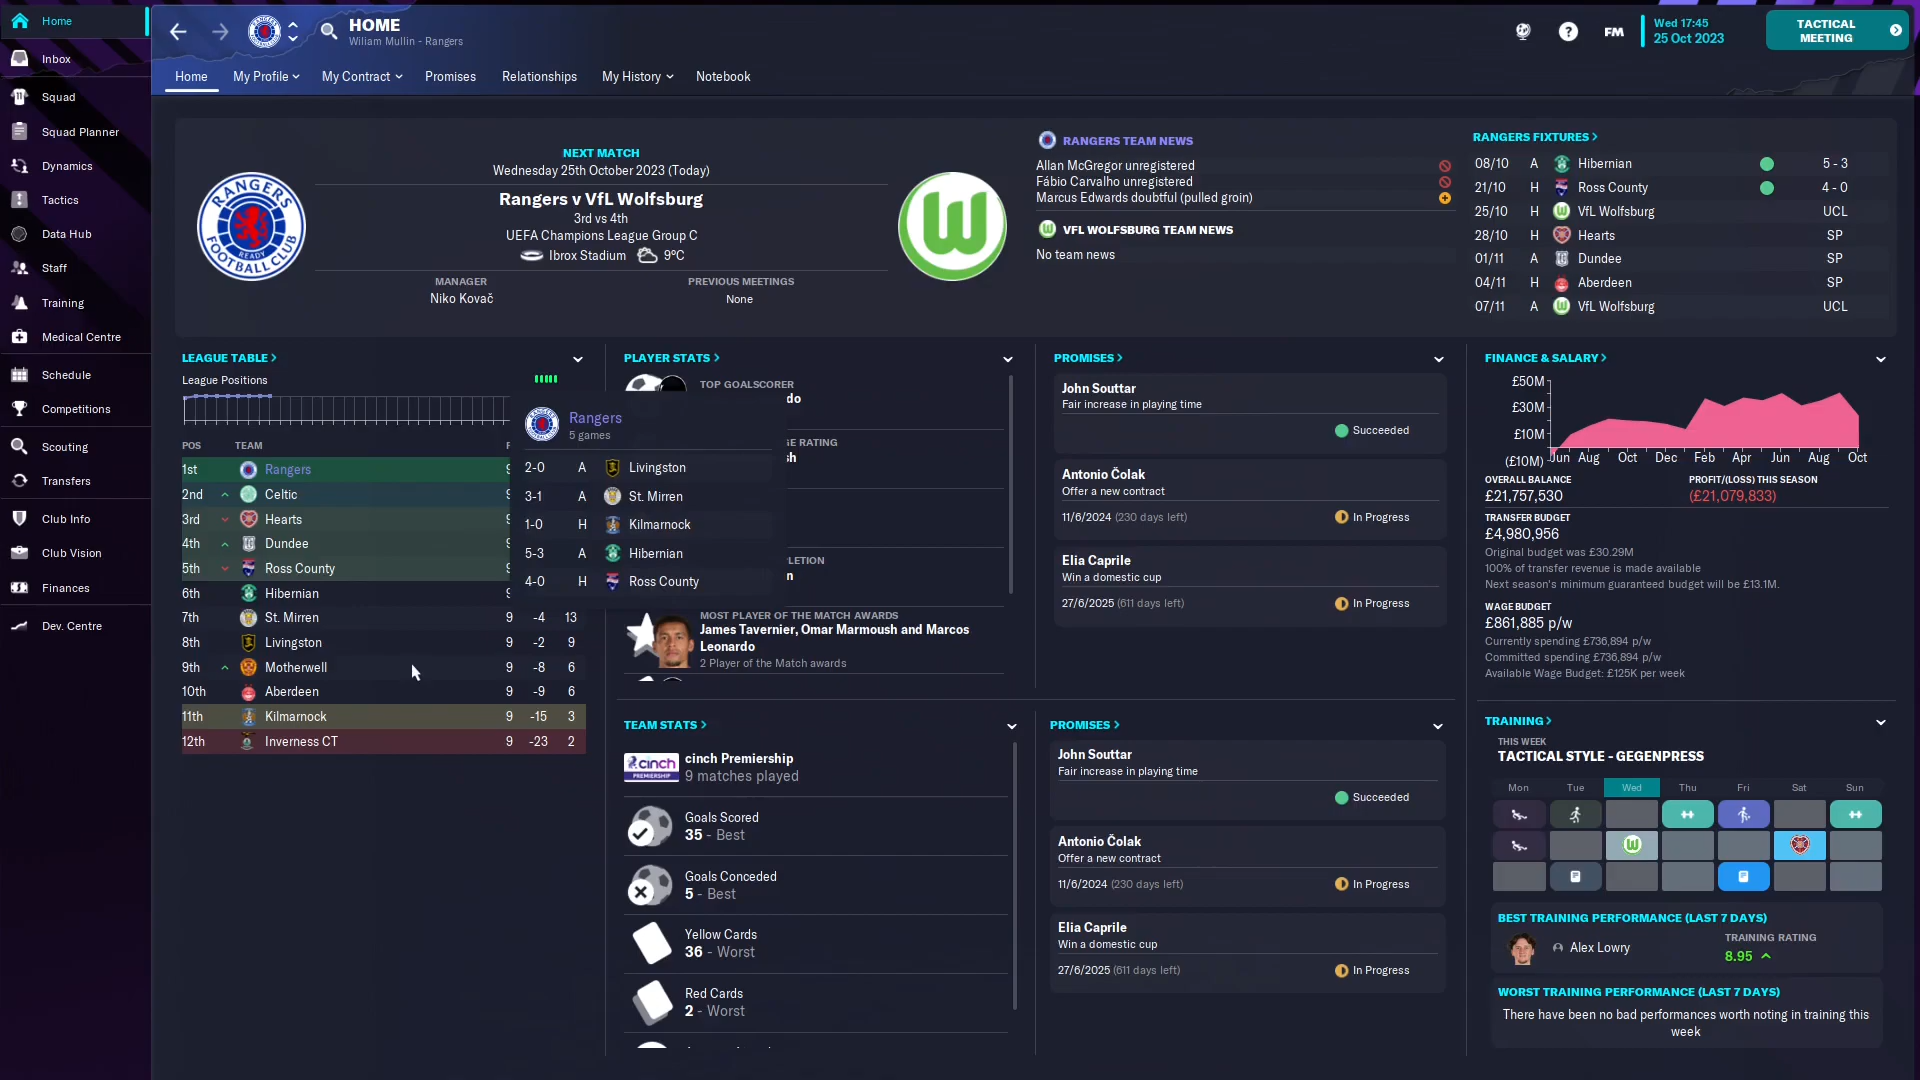 Home
Inbox
Squad
Squad Planner
Dynamics
Tactics
Data Hub
Staff
Training
Medical Centre
Schedule
Competitions
Scouting
Transfers
Club Info
Club Vision
Finances
Dev. Centre
HOME
Wiliam Mullin - Rangers
FM
Wed 17:45
25 Oct 2023
TACTICAL
MEETING
Home My Profile My Contract Promises Relationships My History Notebook
NEXT MATCH
Wednesday 25th October 2023 (Today)
Rangers v VfL Wolfsburg
3rd vs 4th
UEFA Champions League Group C
Ibrox Stadium 9°C
MANAGER
Niko Kovač
PREVIOUS MEETINGS
None
RANGERS
READY
FOOTBALL CLUB
RANGERS TEAM NEWS
Allan McGregor unregistered
Fábio Carvalho unregistered
Marcus Edwards doubtful (pulled groin)
VFL WOLFSBURG TEAM NEWS
No team news
RANGERS FIXTURES
08/10 A Hibernian 5 - 3
21/10 H Ross County 4 - 0
25/10 H VfL Wolfsburg UCL
28/10 H Hearts SP
01/11 A Dundee SP
04/11 H Aberdeen SP
07/11 A VfL Wolfsburg UCL
LEAGUE TABLE
League Positions
POS TEAM
1st Rangers
2nd Celtic
3rd Hearts
4th Dundee
5th Ross County
6th Hibernian
7th St. Mirren 9 -4 13
8th Livingston 9 -2 9
9th Motherwell 9 -8 6
10th Aberdeen 9 -9 6
11th Kilmarnock 9 -15 3
12th Inverness CT 9 -23 2
Rangers
5 games
2-0 A Livingston
3-1 A St. Mirren
1-0 H Kilmarnock
5-3 A Hibernian
4-0 H Ross County
PLAYER STATS
TOP GOALSCORER
do
GE RATING
sh
PLETION
n
MOST PLAYER OF THE MATCH AWARDS
James Tavernier, Omar Marmoush and Marcos
Leonardo
2 Player of the Match awards
TEAM STATS
cinch
PREMIERSHIP
cinch Premiership
9 matches played
Goals Scored
35 - Best
Goals Conceded
5 - Best
Yellow Cards
36 - Worst
Red Cards
2 - Worst
PROMISES
John Souttar
Fair increase in playing time
Succeeded
Antonio Čolak
Offer a new contract
11/6/2024 (230 days left) In Progress
Elia Caprile
Win a domestic cup
27/6/2025 (611 days left) In Progress
PROMISES
John Souttar
Fair increase in playing time
Succeeded
Antonio Čolak
Offer a new contract
11/6/2024 (230 days left) In Progress
Elia Caprile
Win a domestic cup
27/6/2025 (611 days left) In Progress
FINANCE & SALARY
£50M
£30M
£10M
(£10M)
Jun Aug Oct Dec Feb Apr Jun Aug Oct
OVERALL BALANCE
£21,757,530
PROFIT/(LOSS) THIS SEASON
(£21,079,833)
TRANSFER BUDGET
£4,980,956
Original budget was £30.29M
100% of transfer revenue is made available
Next season's minimum guaranteed budget will be £13.1M.
WAGE BUDGET
£861,885 p/w
Currently spending £736,894 p/w
Committed spending £736,894 p/w
Available Wage Budget: £125K per week
TRAINING
THIS WEEK
TACTICAL STYLE - GEGENPRESS
Mon Tue Wed Thu Fri Sat Sun
BEST TRAINING PERFORMANCE (LAST 7 DAYS)
Alex Lowry
TRAINING RATING
8.95
WORST TRAINING PERFORMANCE (LAST 7 DAYS)
There have been no bad performances worth noting in training this
week